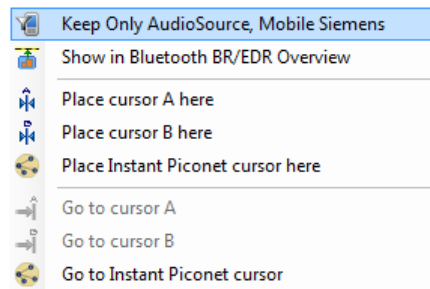 Keep Only AudioSource, Mobile Siemens
Show in Bluetooth BR/EDR Overview
Place cursor A here
Place cursor B here
Place Instant Piconet cursor here
Go to cursor A
Go to cursor B
Go to Instant Piconet cursor